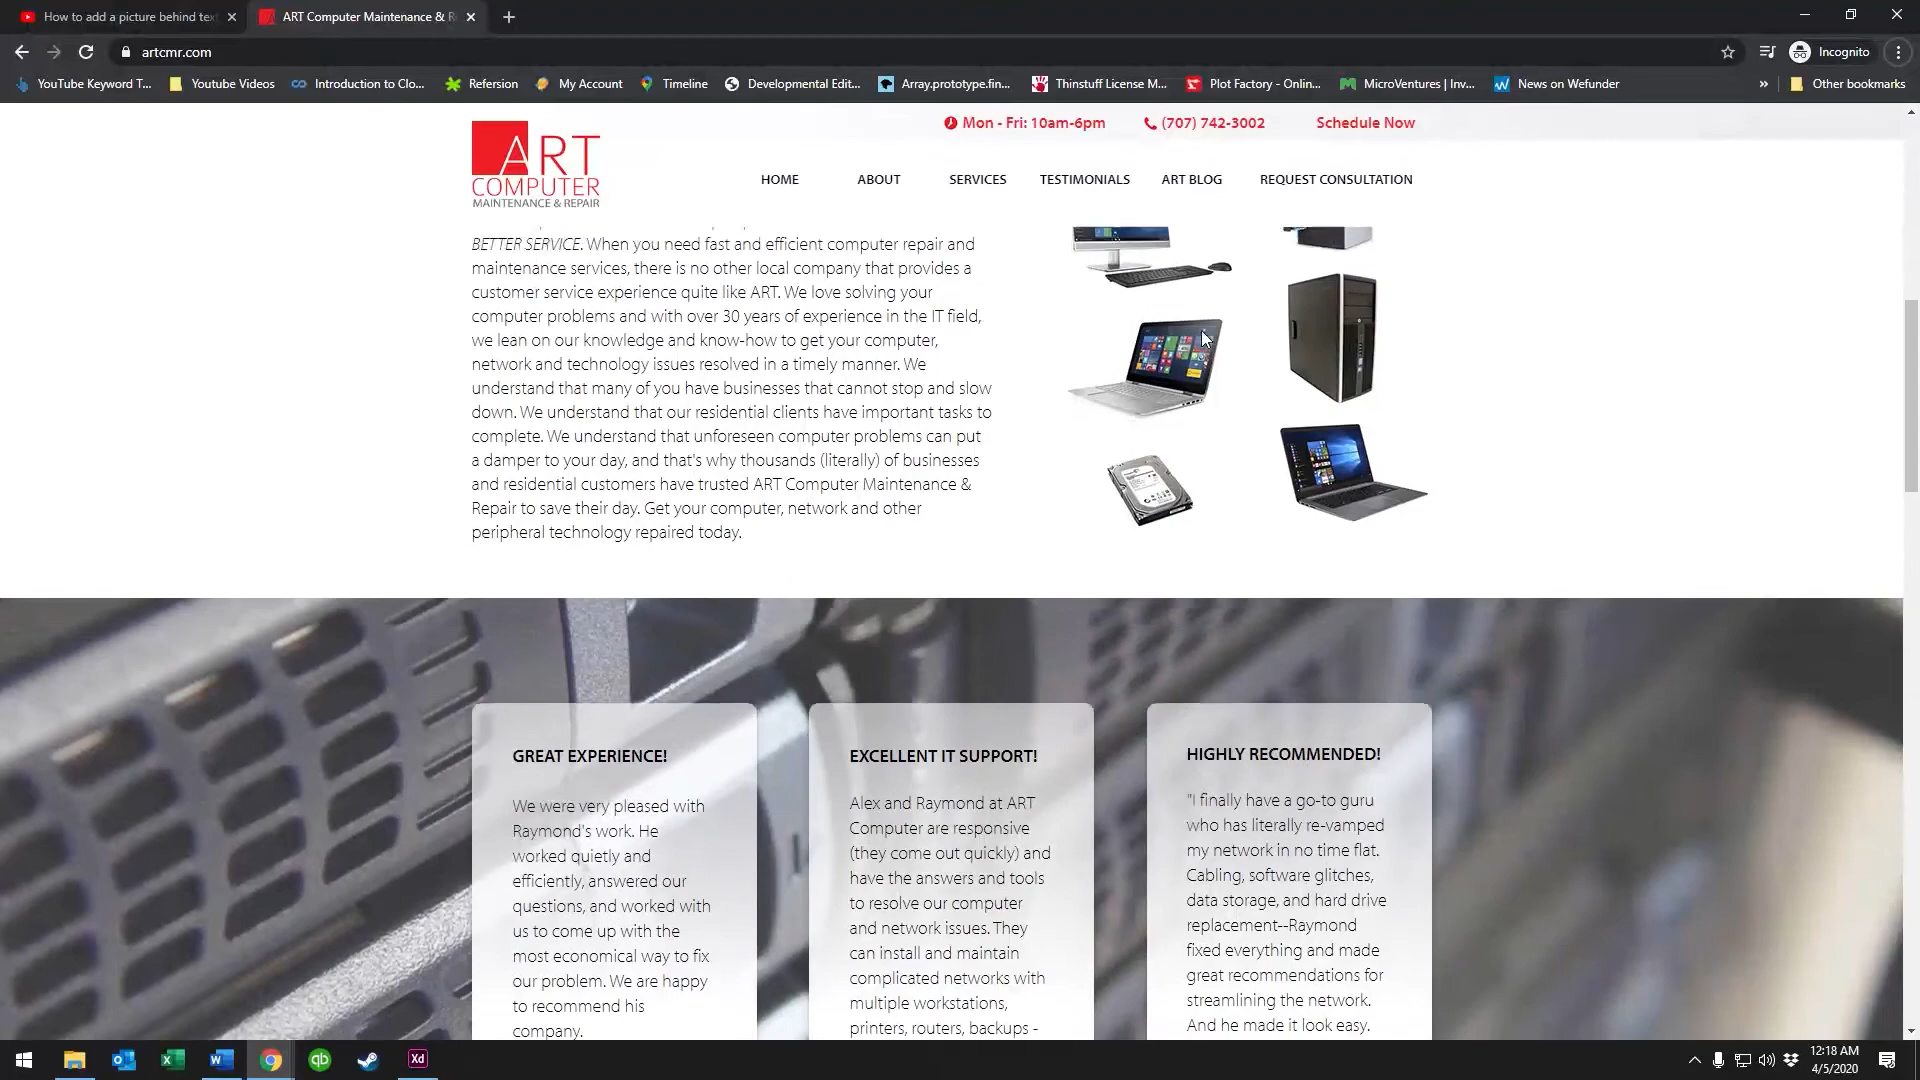 How to add a picture behind tex
ART Computer Maintenance & R
artcmr.com
Incognito
YouTube Keyword T...
Youtube Videos
Introduction to Clo...
Refersion
My Account
Timeline
Developmental Edit...
Array.prototype.fin...
Thinstuff License M...
Plot Factory - Onlin...
MicroVentures | Inv...
News on Wefunder
»
Other bookmarks
Mon - Fri: 10am-6pm
(707) 742-3002
Schedule Now
ART
COMPUTER
MAINTENANCE & REPAIR
HOME
ABOUT
SERVICES
TESTIMONIALS
ART BLOG
REQUEST CONSULTATION
BETTER SERVICE. When you need fast and efficient computer repair and
maintenance services, there is no other local company that provides a
customer service experience quite like ART. We love solving your
computer problems and with over 30 years of experience in the IT field,
we lean on our knowledge and know-how to get your computer,
network and technology issues resolved in a timely manner. We
understand that many of you have businesses that cannot stop and slow
down. We understand that our residential clients have important tasks to
complete. We understand that unforeseen computer problems can put
a damper to your day, and that's why thousands (literally) of businesses
and residential customers have trusted ART Computer Maintenance &
Repair to save their day. Get your computer, network and other
peripheral technology repaired today.
GREAT EXPERIENCE!
We were very pleased with
Raymond's work. He
worked quietly and
efficiently, answered our
questions, and worked with
us to come up with the
most economical way to fix
our problem. We are happy
to recommend his
company.
EXCELLENT IT SUPPORT!
Alex and Raymond at ART
Computer are responsive
(they come out quickly) and
have the answers and tools
to resolve our computer
and network issues. They
can install and maintain
complicated networks with
multiple workstations,
printers, routers, backups -
HIGHLY RECOMMENDED!
"I finally have a go-to guru
who has literally re-vamped
my network in no time flat.
Cabling, software glitches,
data storage, and hard drive
replacement--Raymond
fixed everything and made
great recommendations for
streamlining the network.
And he made it look easy.
Xd
12:18 AM
4/5/2020